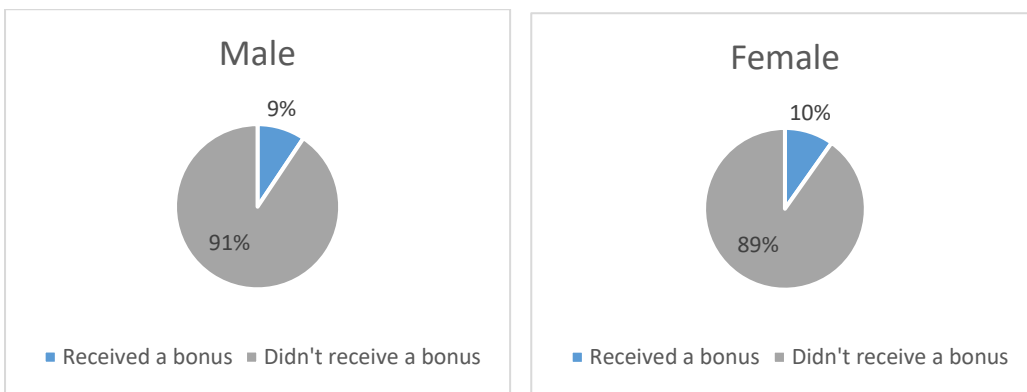 Male
9%
91%
Received a bonus Didn't receive a bonus
Female
10%
89%
Received a bonus Didn't receive a bonus